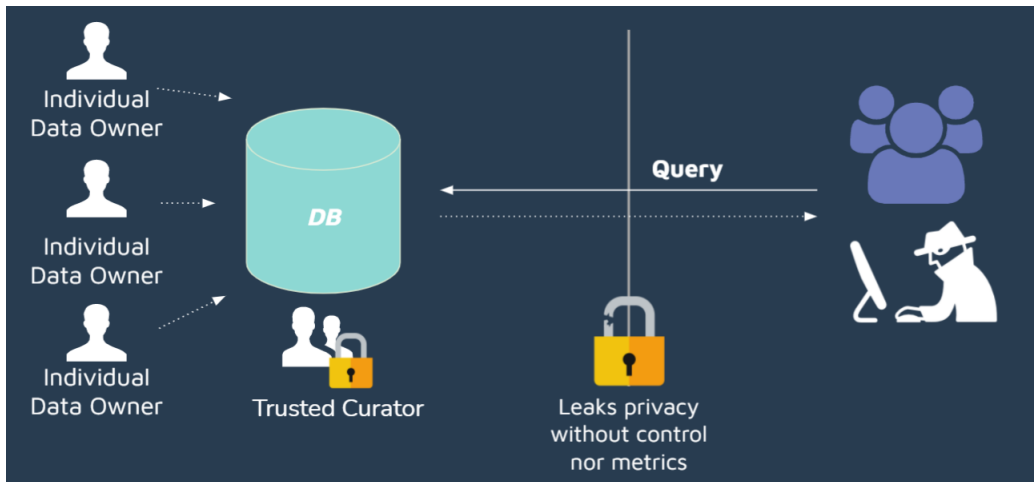 Individual
Data Owner
Individual
Data Owner
Individual
Data Owner
DB
Trusted Curator
Query
Leaks privacy
without control
nor metrics